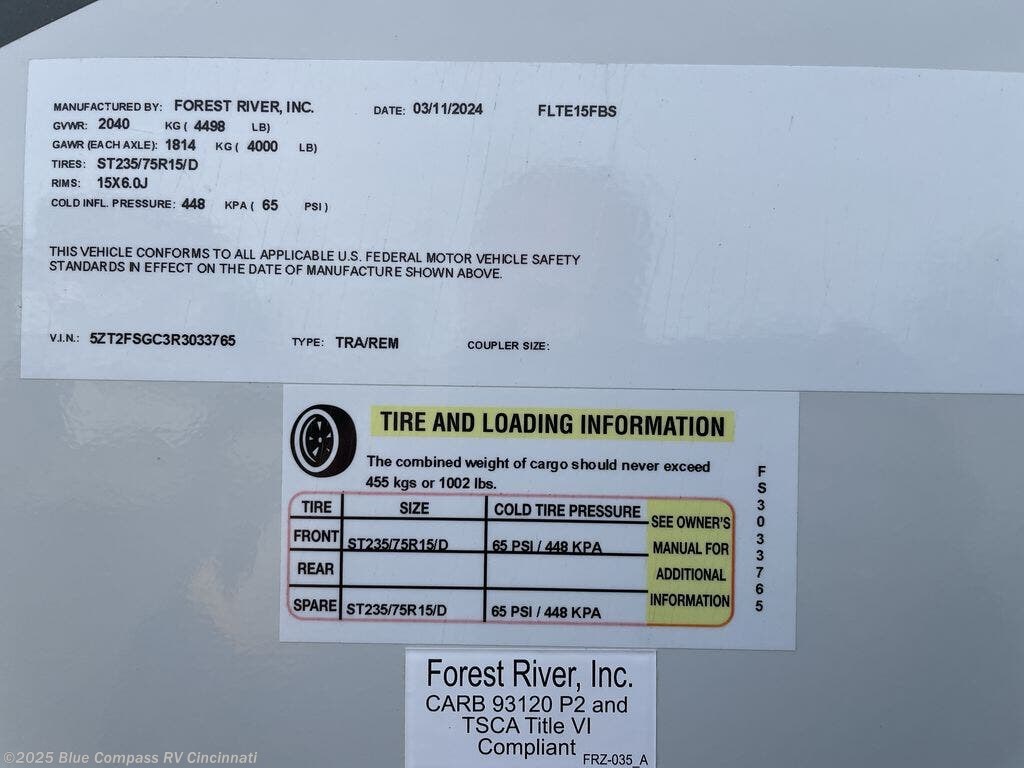 MANUFACTURED BY: FOREST RIVER, INC. DATE: 03/11/2024 FLTE15FBS
GVWR: 2040 KG ( 4498 LB)
GAWR (EACH AXLE): 1814 KG ( 4000 LB)
TIRES: ST235/75R15/D
RIMS: 15X6.0J
COLD INFL. PRESSURE: 448 KPA ( 65 PSI )
THIS VEHICLE CONFORMS TO ALL APPLICABLE U.S. FEDERAL MOTOR VEHICLE SAFETY
STANDARDS IN EFFECT ON THE DATE OF MANUFACTURE SHOWN ABOVE.
V.I.N.: 5ZT2FSGC3R3033765 TYPE: TRA/REM COUPLER SIZE:
TIRE AND LOADING INFORMATION
The combined weight of cargo should never exceed
455 kgs or 1002 lbs.
TIRE SIZE COLD TIRE PRESSURE
FRONT ST235/75R15/D 65 PSI / 448 KPA
REAR
SPARE ST235/75R15/D 65 PSI / 448 KPA
SEE OWNER'S
MANUAL FOR
ADDITIONAL
INFORMATION
FS3033765
Forest River, Inc.
CARB 93120 P2 and
TSCA Title VI
Compliant
FRZ-035_A
©2025 Blue Compass RV Cincinnati